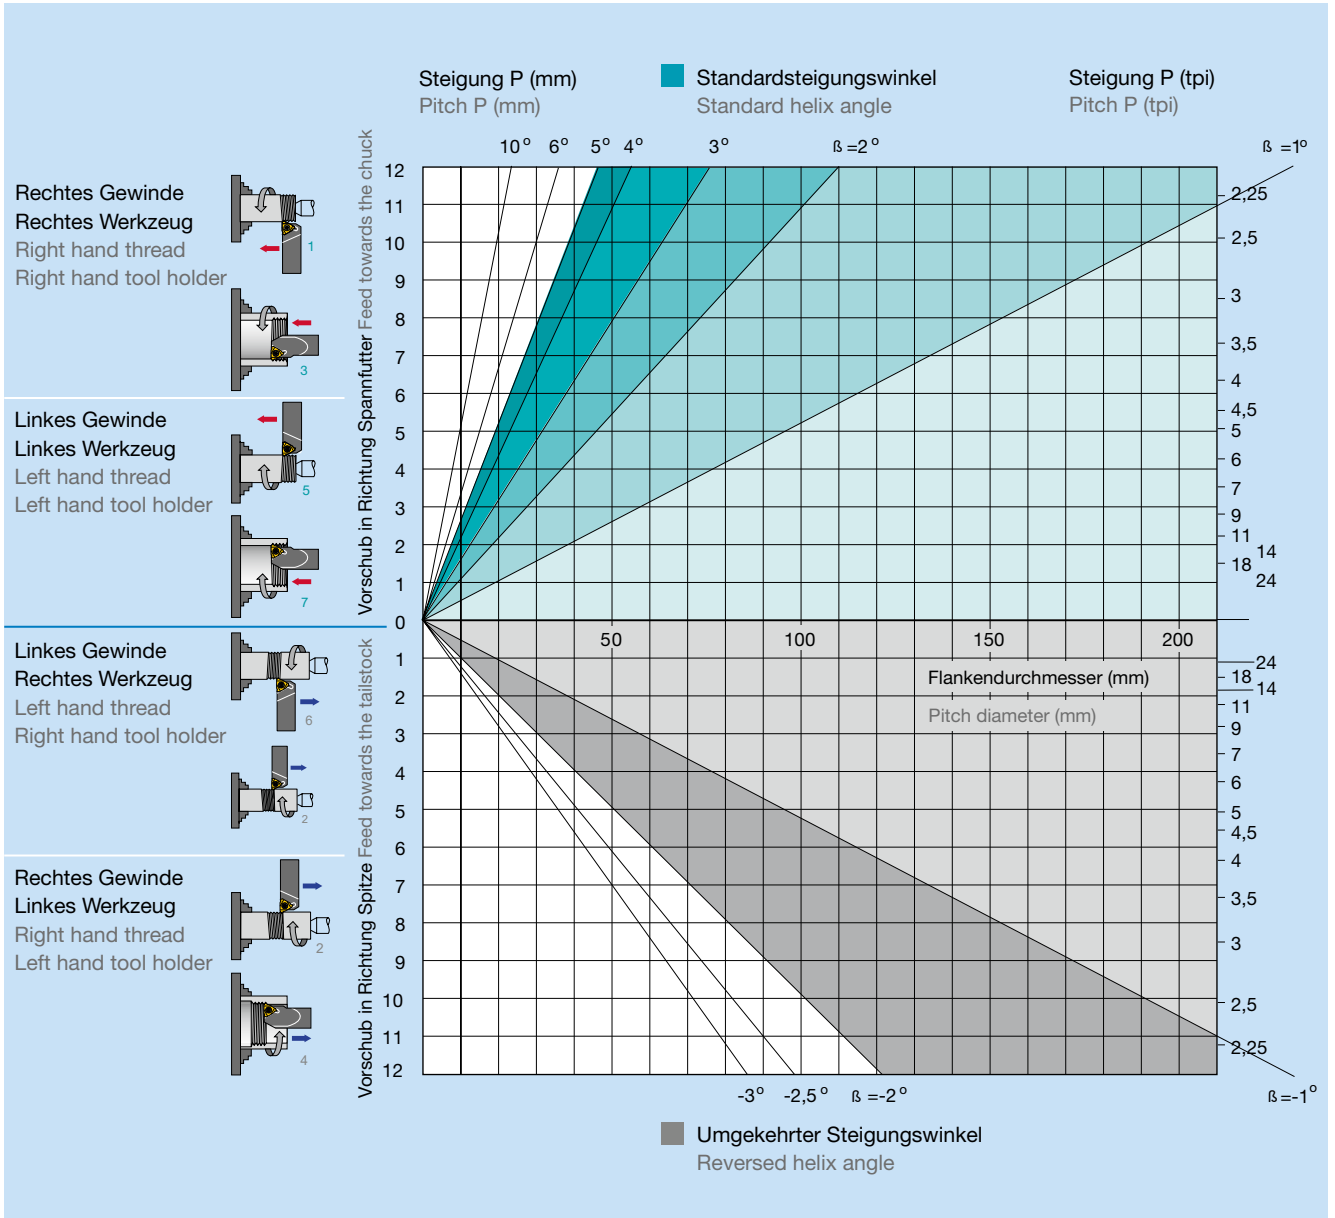 Steigung P (mm)
Pitch P (mm)
Standardsteigungswinkel
Standard helix angle
Steigung P (tpi)
Pitch P (tpi)
10° 6° 5° 4° 3° ß =2° ß =1°
Rechtes Gewinde
Rechtes Werkzeug
Right hand thread
Right hand tool holder
1
3
Linkes Gewinde
Linkes Werkzeug
Left hand thread
Left hand tool holder
5
7
Linkes Gewinde
Rechtes Werkzeug
Left hand thread
Right hand tool holder
6
2
Rechtes Gewinde
Linkes Werkzeug
Right hand thread
Left hand tool holder
2
4
Vorschub in Richtung Spannfutter Feed towards the chuck
Vorschub in Richtung Spitze Feed towards the tailstock
12
11
10
9
8
7
6
5
4
3
2
1
0
1
2
3
4
5
6
7
8
9
10
11
12
50 100 150 200
Flankendurchmesser (mm)
Pitch diameter (mm)
2,25
2,5
3
3,5
4
4,5
5
6
7
9
11
14
18
24
24
18
14
11
9
7
6
5
4,5
4
3,5
3
2,5
2,25
-3° -2,5° ß =-2° ß =-1°
Umgekehrter Steigungswinkel
Reversed helix angle